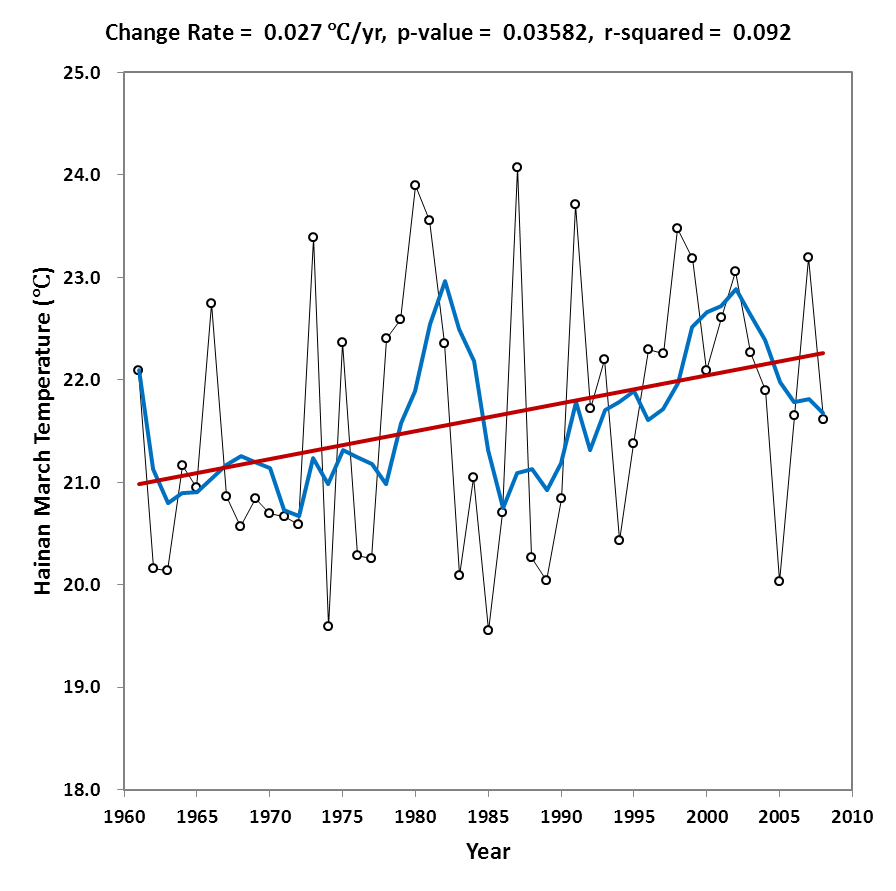 Change Rate = 0.027 ℃/yr, p-value = 0.03582, r-squared = 0.092
25.0
24.0
23.0
22.0
21.0
20.0
19.0
18.0
Hainan March Temperature (℃)
1960 1965 1970 1975 1980 1985 1990 1995 2000 2005 2010
Year